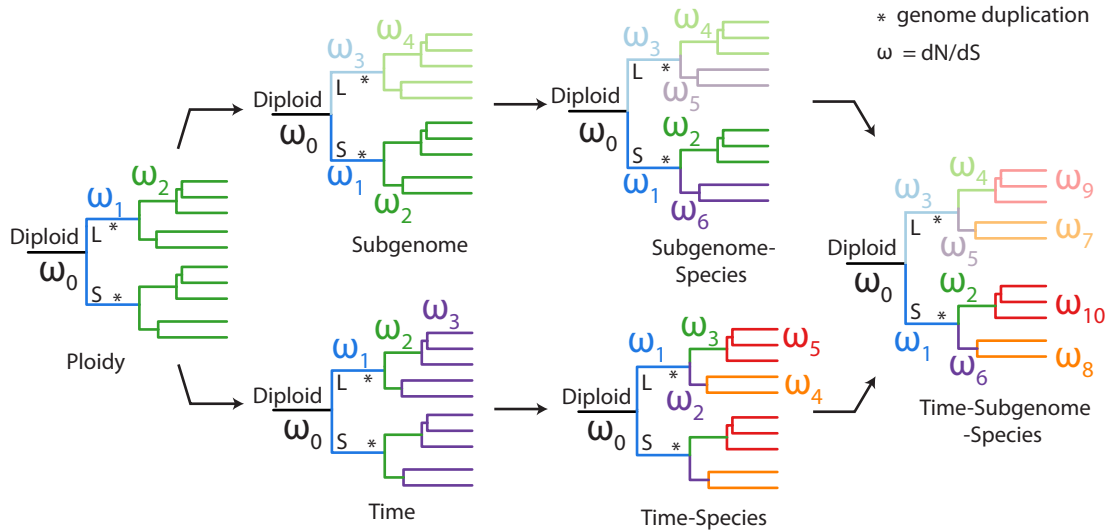 * genome duplication
ω = dN/dS
Diploid
ω0
ω1
ω2
L
*
S
*
Ploidy
Diploid
ω0
ω3
ω4
L
*
S
*
ω1
ω2
Subgenome
Diploid
ω0
ω3
ω4
L
*
ω5
S
*
ω2
ω1
ω6
Subgenome-
Species
Diploid
ω0
ω1
ω2
ω3
L
*
S
*
Time
Diploid
ω0
ω1
ω3
ω5
L
*
ω2
ω4
S
*
Time-Species
Diploid
ω0
ω3
ω4
ω9
L
*
ω5
ω7
S
*
ω2
ω10
ω1
ω6
ω8
Time-Subgenome
-Species